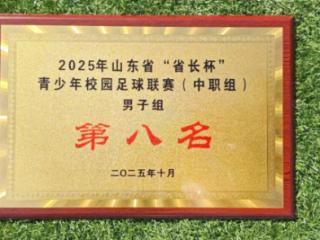 2025年山东省“省长杯”
青少年校园足球联赛（中职组）
男子组
第八名
二〇二五年十月